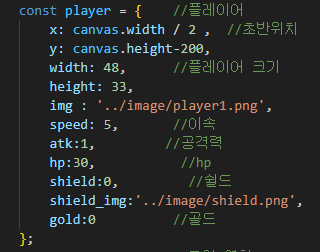 const player = {     //플레이어
x: canvas.width / 2 ,  //초반위치
y: canvas.height-200,
width: 48,      //플레이어 크기
height: 33,
img : '../image/player1.png',
speed: 5,       //이속
atk:1,         //공격력
hp:30,          //hp
shield:0,         //쉴드
shield_img:'../image/shield.png',
gold:0          //골드
};